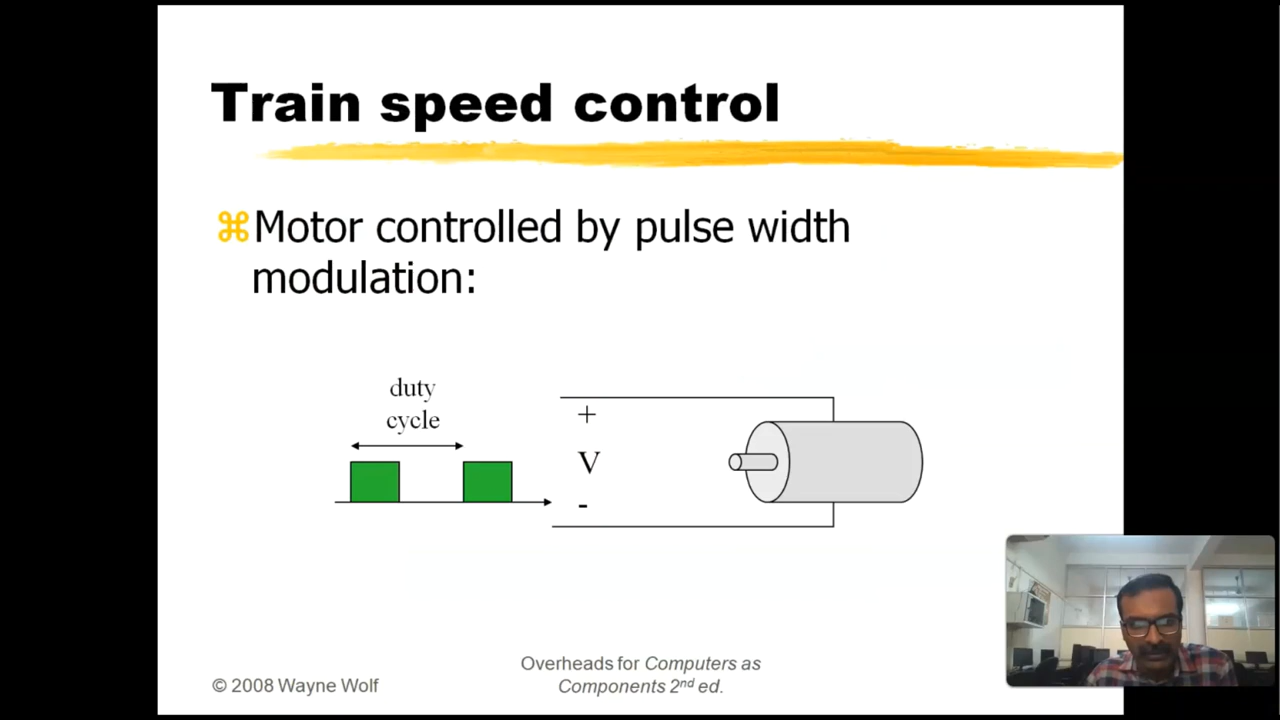 Train speed control
⌘Motor controlled by pulse width
modulation:
duty
cycle
+
V
-
© 2008 Wayne Wolf
Overheads for Computers as
Components 2nd ed.